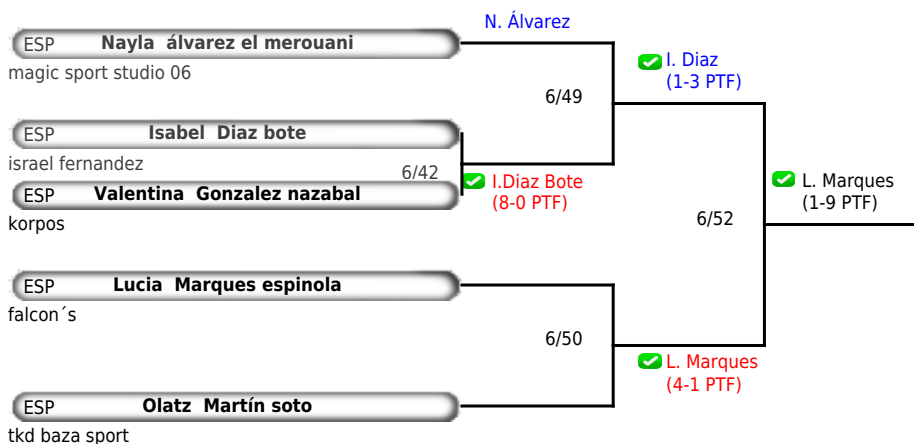 N. Álvarez
ESP Nayla álvarez el merouani
magic sport studio 06
I. Diaz
(1-3 PTF)
6/49
ESP Isabel Diaz bote
israel fernandez
6/42
I.Diaz Bote
(8-0 PTF)
ESP Valentina Gonzalez nazabal
korpos
L. Marques
(1-9 PTF)
6/52
ESP Lucia Marques espinola
falcon´s
6/50
L. Marques
(4-1 PTF)
ESP Olatz Martín soto
tkd baza sport